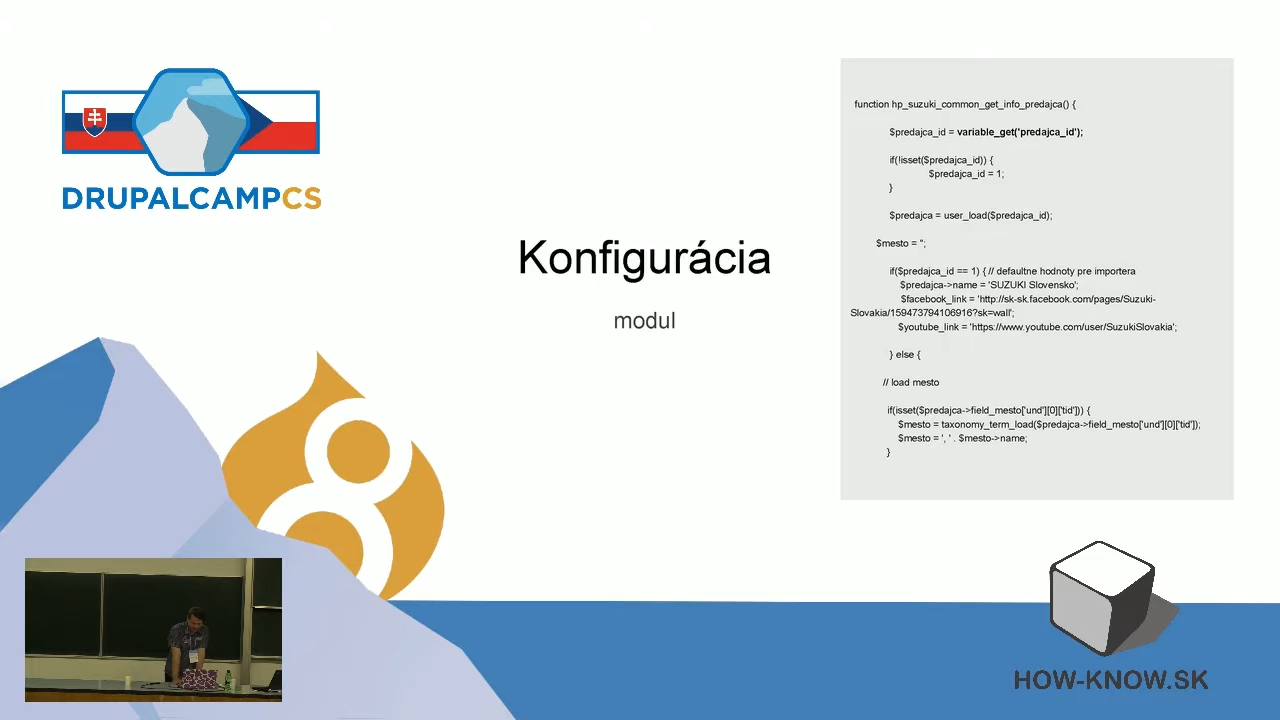 DRUPALCAMPCS
Konfigurácia
modul
function hp_suzuki_common_get_info_predajca() {
$predajca_id = variable_get('predajca_id');
if(!isset($predajca_id)) {
$predajca_id = 1;
}
$predajca = user_load($predajca_id);
$mesto = '';
if($predajca_id == 1) { // defaultne hodnoty pre importera
$predajca->name = 'SUZUKI Slovensko';
$facebook_link = 'http://sk-sk.facebook.com/pages/Suzuki-
Slovakia/159473794106916?sk=wall';
$youtube_link = 'https://www.youtube.com/user/SuzukiSlovakia';
} else {
// load mesto
if(isset($predajca->field_mesto['und'][0]['tid'])) {
$mesto = taxonomy_term_load($predajca->field_mesto['und'][0]['tid']);
$mesto = ', ' . $mesto->name;
}
HOW-KNOW.SK